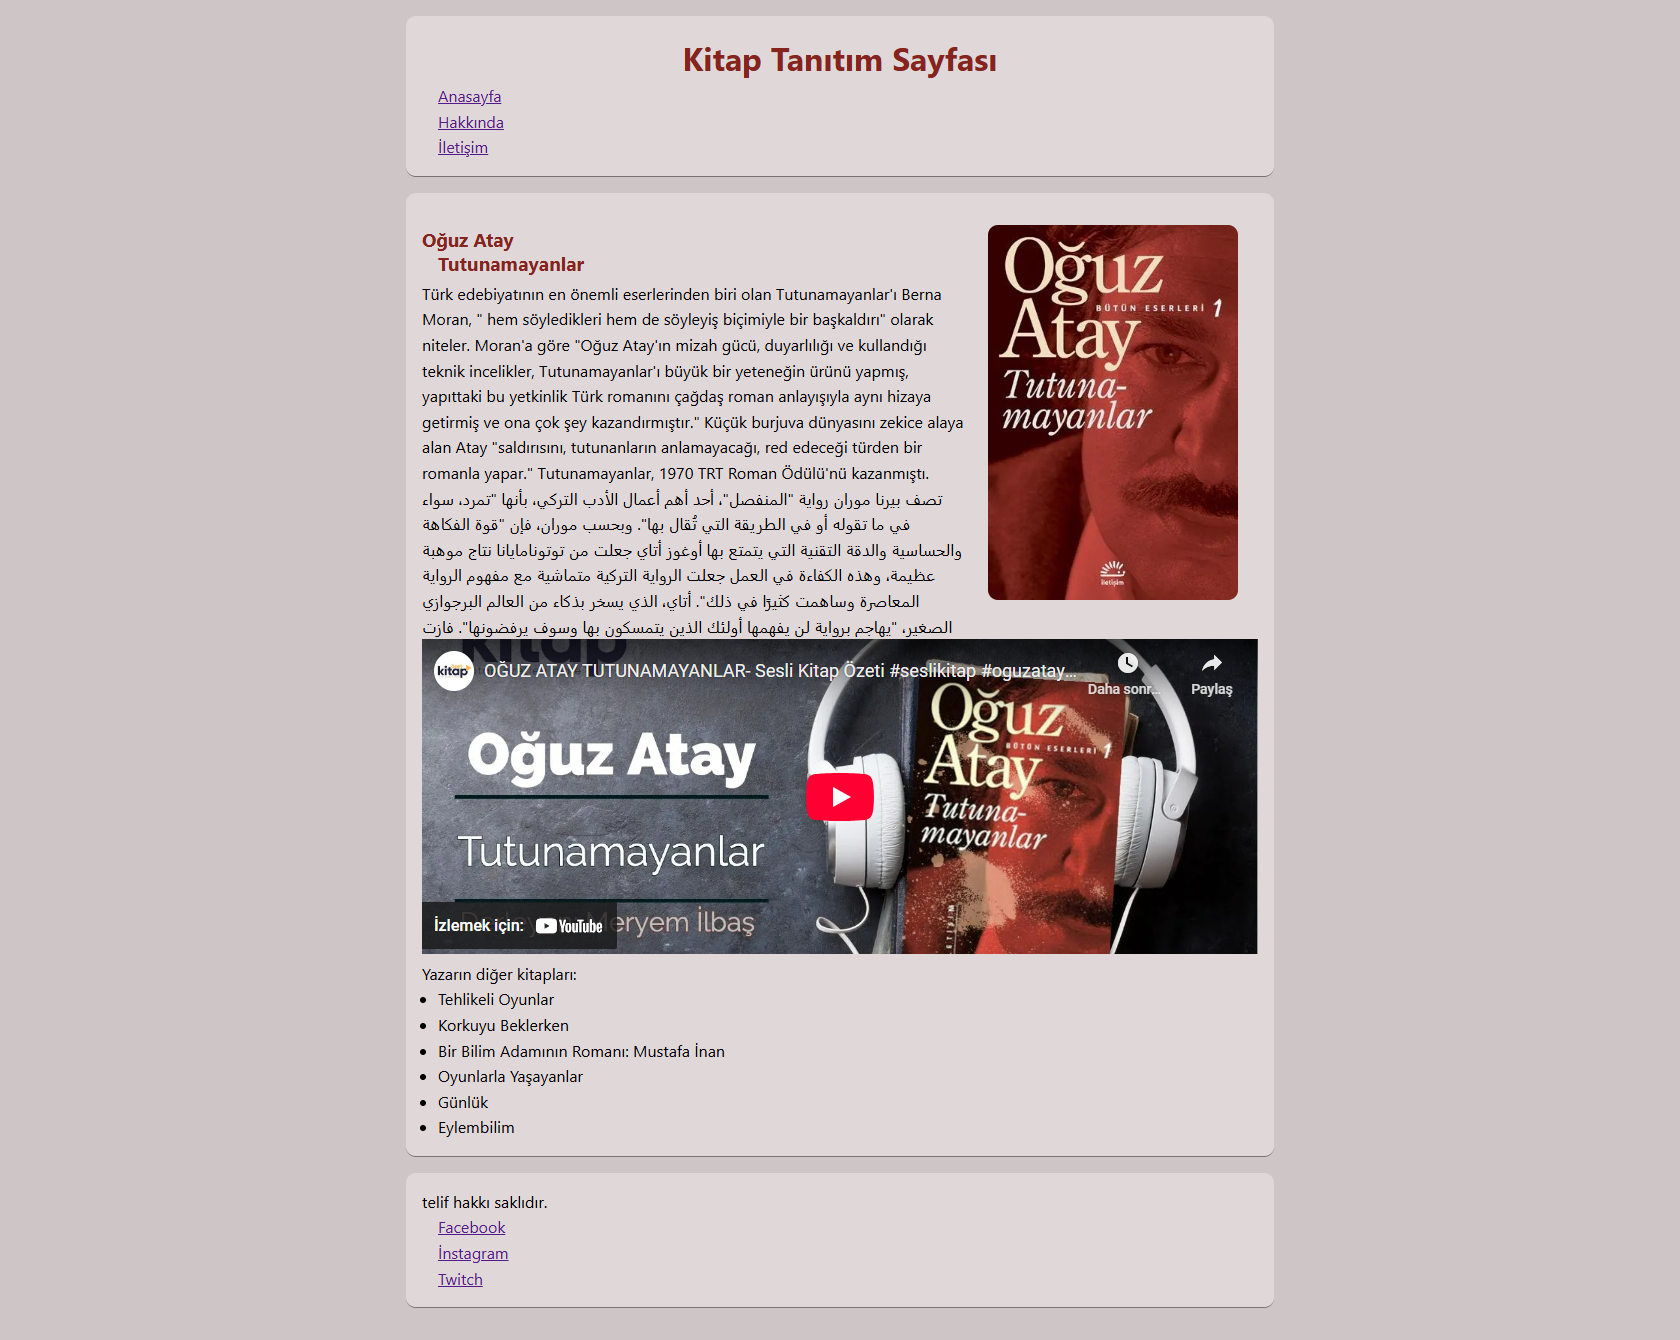 Kitap Tanıtım Sayfası
Anasayfa
Hakkında
İletişim
Oğuz Atay
Tutunamayanlar
Türk edebiyatının en önemli eserlerinden biri olan Tutunamayanlar'ı Berna
Moran, " hem söyledikleri hem de söyleyiş biçimiyle bir başkaldırı" olarak
niteler. Moran'a göre "Oğuz Atay'ın mizah gücü, duyarlılığı ve kullandığı
teknik incelikler, Tutunamayanlar'ı büyük bir yeteneğin ürünü yapmış,
yapıttaki bu yetkinlik Türk romanını çağdaş roman anlayışıyla aynı hizaya
getirmiş ve ona çok şey kazandırmıştır." Küçük burjuva dünyasını zekice alaya
alan Atay "saldırısını, tutunanların anlamayacağı, red edeceği türden bir
romanla yapar." Tutunamayanlar, 1970 TRT Roman Ödülü'nü kazanmıştı.
تصف بيرنا موران رواية "المنفصل"، أحد أهم أعمال الأدب التركي، بأنها "تمرد، سواء
في ما تقوله أو في الطريقة التي تُقال بها". وبحسب موران، فإن "قوة الفكاهة
والحساسية والدقة التقنية التي يتمتع بها أوغوز أتاي جعلت من توتونامايانا نتاج موهبة
عظيمة، وهذه الكفاءة في العمل جعلت الرواية التركية متماشية مع مفهوم الرواية
المعاصرة وساهمت كثيرًا في ذلك". أتاي، الذي يسخر بذكاء من العالم البرجوازي
الصغير، "يهاجم برواية لن يفهمها أولئك الذين يتمسكون بها وسوف يرفضونها". فازت
Oğuz
BÜTÜN ESERLERİ 1
Atay
Tutuna-
mayanlar
iletişim
kitap
kitap
OĞUZ ATAY TUTUNAMAYANLAR- Sesli Kitap Özeti #seslikitap #oguzatay...
Daha sonr...
Paylaş
Oğuz Atay
Tutunamayanlar
Meryem İlbaş
Oğuz
BÜTÜN ESERLERİ 1
Atay
Tutuna-
mayanlar
İzlemek için: YouTube
Yazarın diğer kitapları:
Tehlikeli Oyunlar
Korkuyu Beklerken
Bir Bilim Adamının Romanı: Mustafa İnan
Oyunlarla Yaşayanlar
Günlük
Eylembilim
telif hakkı saklıdır.
Facebook
İnstagram
Twitch